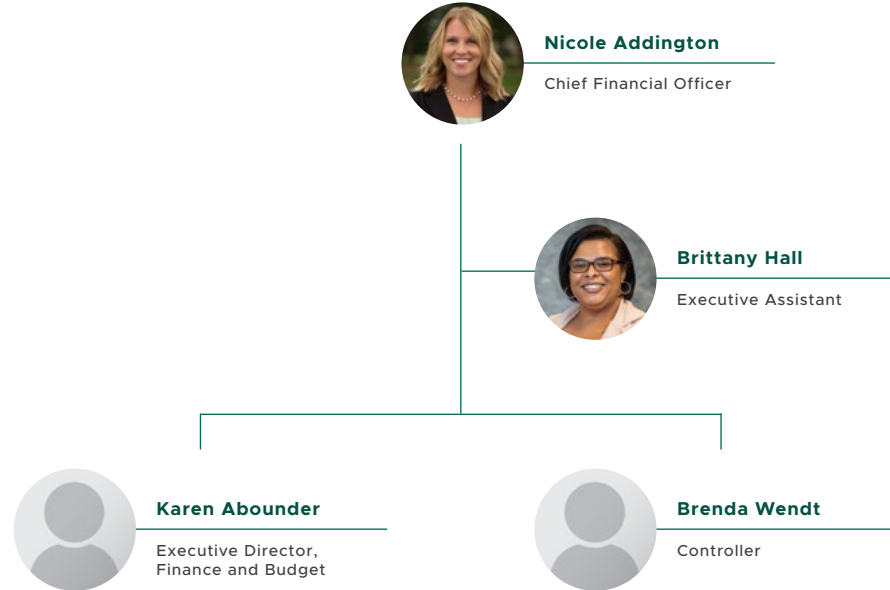 Nicole Addington
Chief Financial Officer
Brittany Hall
Executive Assistant
Karen Abounder
Executive Director,
Finance and Budget
Brenda Wendt
Controller